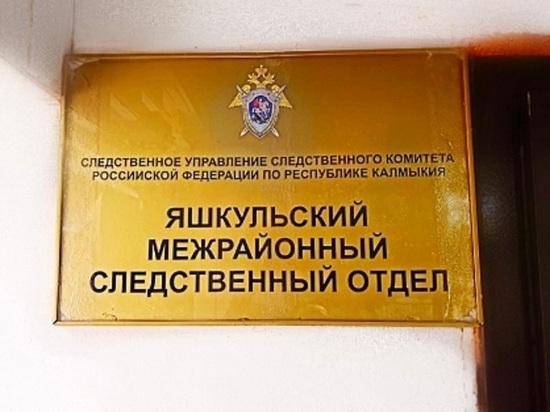 СЛЕДСТВЕННОЕ УПРАВЛЕНИЕ СЛЕДСТВЕННОГО КОМИТЕТА
РОССИЙСКОЙ ФЕДЕРАЦИИ ПО РЕСПУБЛИКЕ КАЛМЫКИЯ
ЯШКУЛЬСКИЙ
МЕЖРАЙОННЫЙ
СЛЕДСТВЕННЫЙ ОТДЕЛ